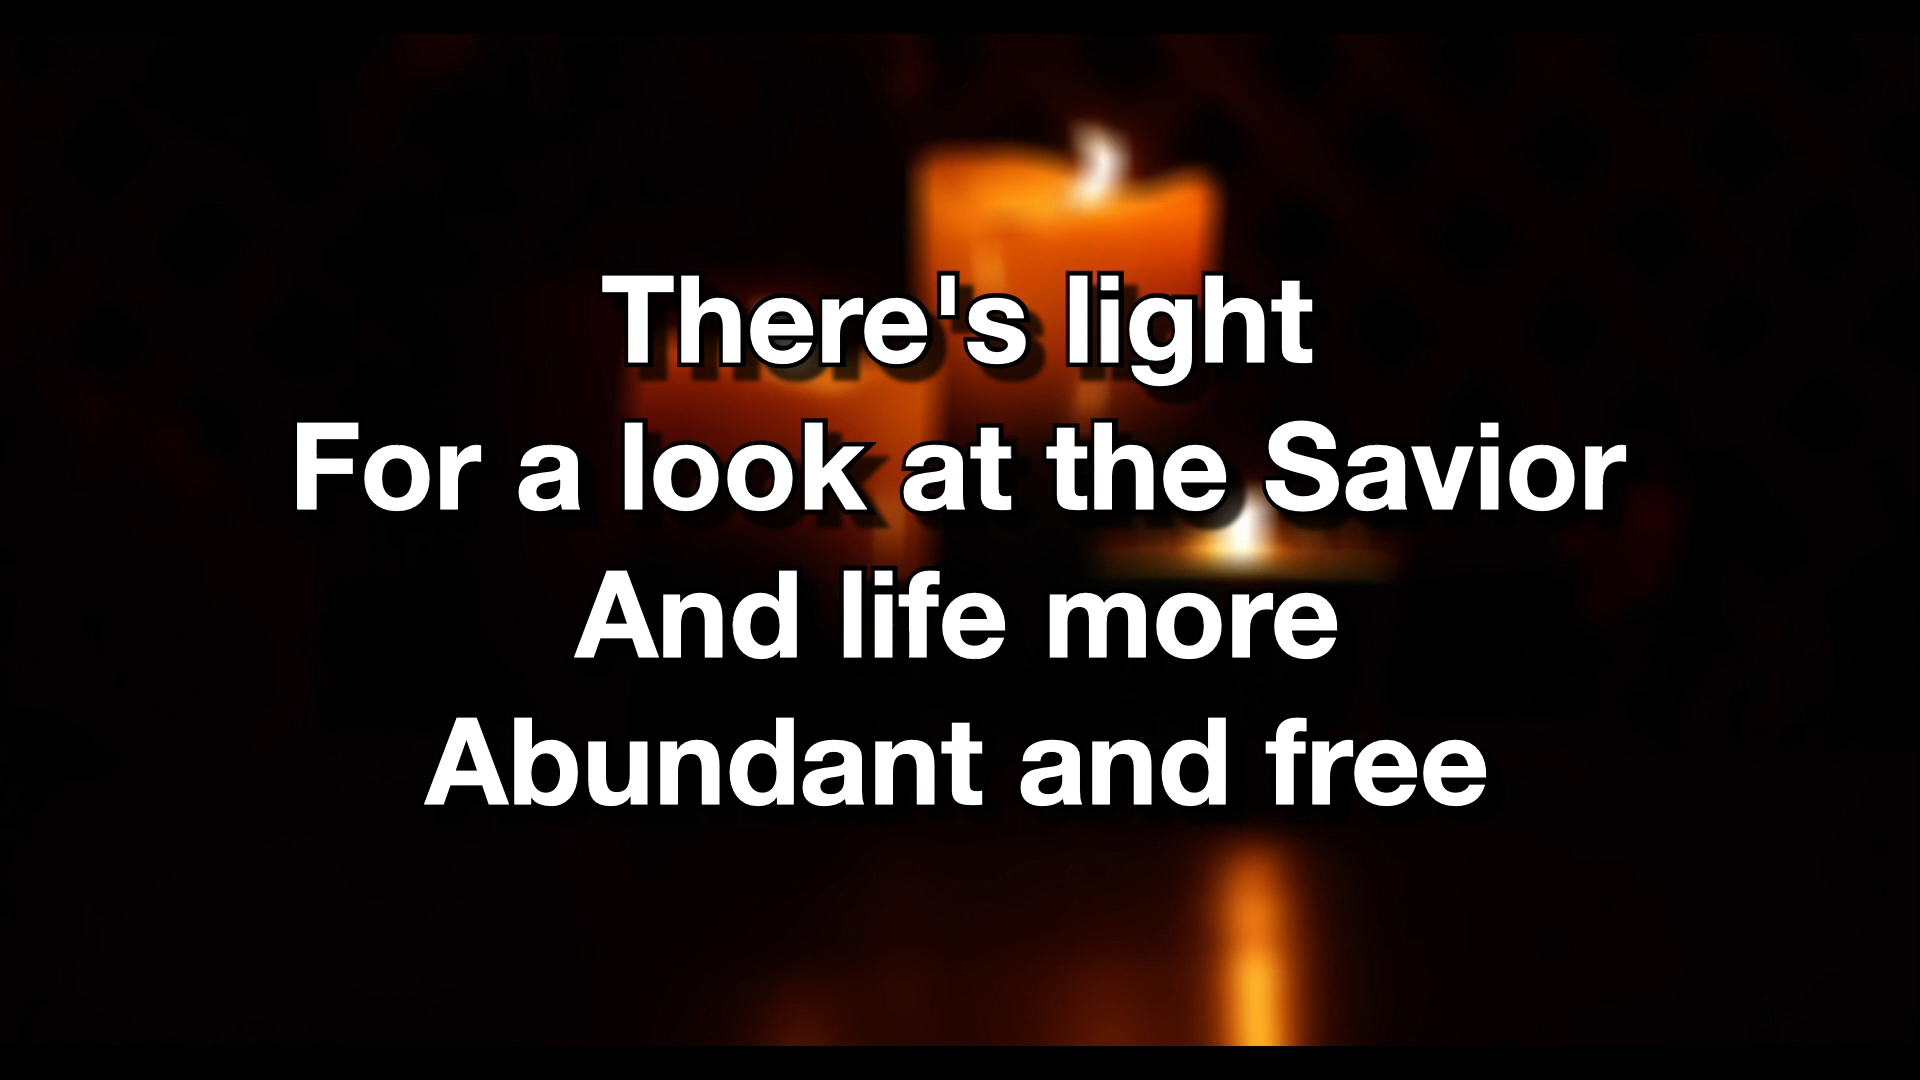 There's light
For a look at the Savior
And life more
Abundant and free